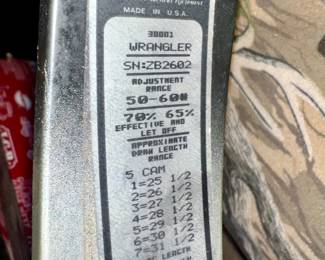 MADE IN U.S.A.
30001
WRANGLER
SN:ZB2602
ADJUSTMENT
RANGE
50-60#
70% 65%
EFFECTIVE AND
LET OFF
APPROXIMATE
DRAW LENGTH
RANGE
5 CAM
1=25 1/2
2=26 1/2
3=27 1/2
4=28 1/2
5=29 1/2
6=30 1/2
7=31 1/2
LENGTH